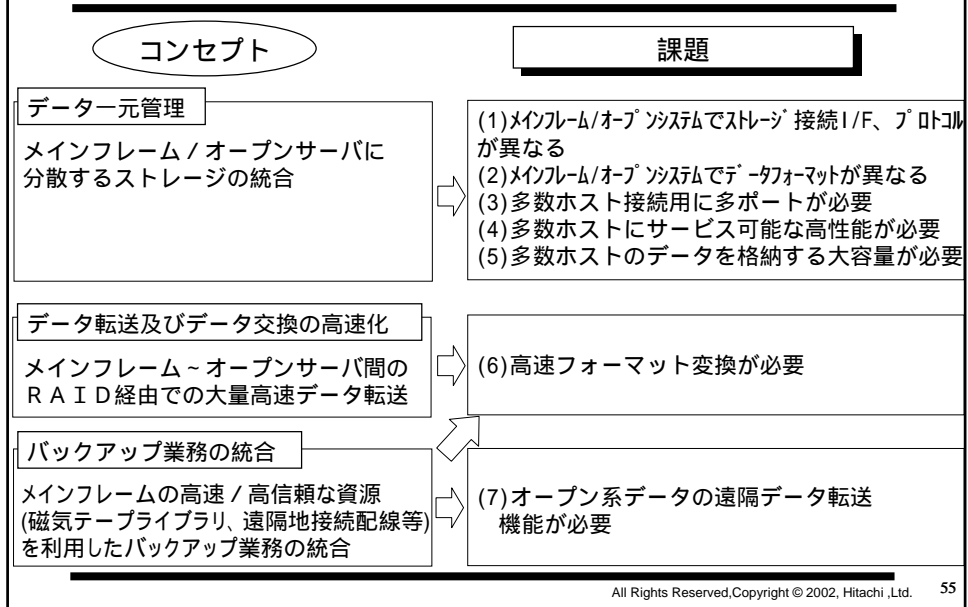 コンセプト
課題
データ一元管理
メインフレーム / オープンサーバに
分散するストレージの統合
(1)ﾒｲﾝﾌﾚｰﾑ/ｵｰﾌﾟﾝｼｽﾃﾑでｽﾄﾚｰｼﾞ接続I/F、ﾌﾟﾛﾄｺﾙ
が異なる
(2)ﾒｲﾝﾌﾚｰﾑ/ｵｰﾌﾟﾝｼｽﾃﾑでﾃﾞｰﾀﾌｫｰﾏｯﾄが異なる
(3)多数ホスト接続用に多ポートが必要
(4)多数ホストにサービス可能な高性能が必要
(5)多数ホストのデータを格納する大容量が必要
データ転送及びデータ交換の高速化
メインフレーム ~ オープンサーバ間の
ＲＡＩＤ経由での大量高速データ転送
(6)高速フォーマット変換が必要
バックアップ業務の統合
メインフレームの高速 / 高信頼な資源
(磁気テープライブラリ、遠隔地接続配線等)
を利用したバックアップ業務の統合
(7)オープン系データの遠隔データ転送
機能が必要
All Rights Reserved,Copyright © 2002, Hitachi ,Ltd. 55